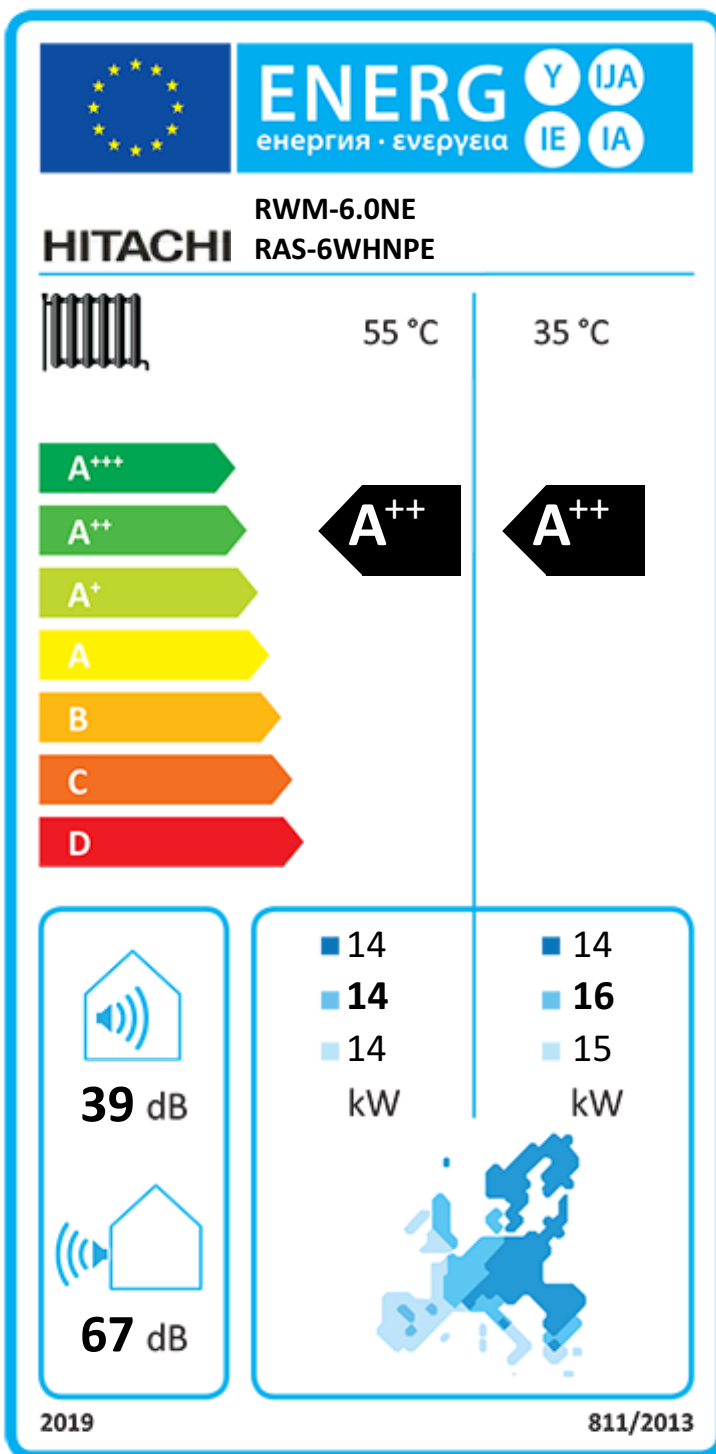 ENERG Y IJA
енергия · ενεργεια IE IA
RWM-6.0NE
HITACHI RAS-6WHNPE
55 °C 35 °C
A+++
A++ A++ A++
A+
A
B
C
D
14 14
14 16
14 15
kW kW
39 dB
67 dB
2019 811/2013